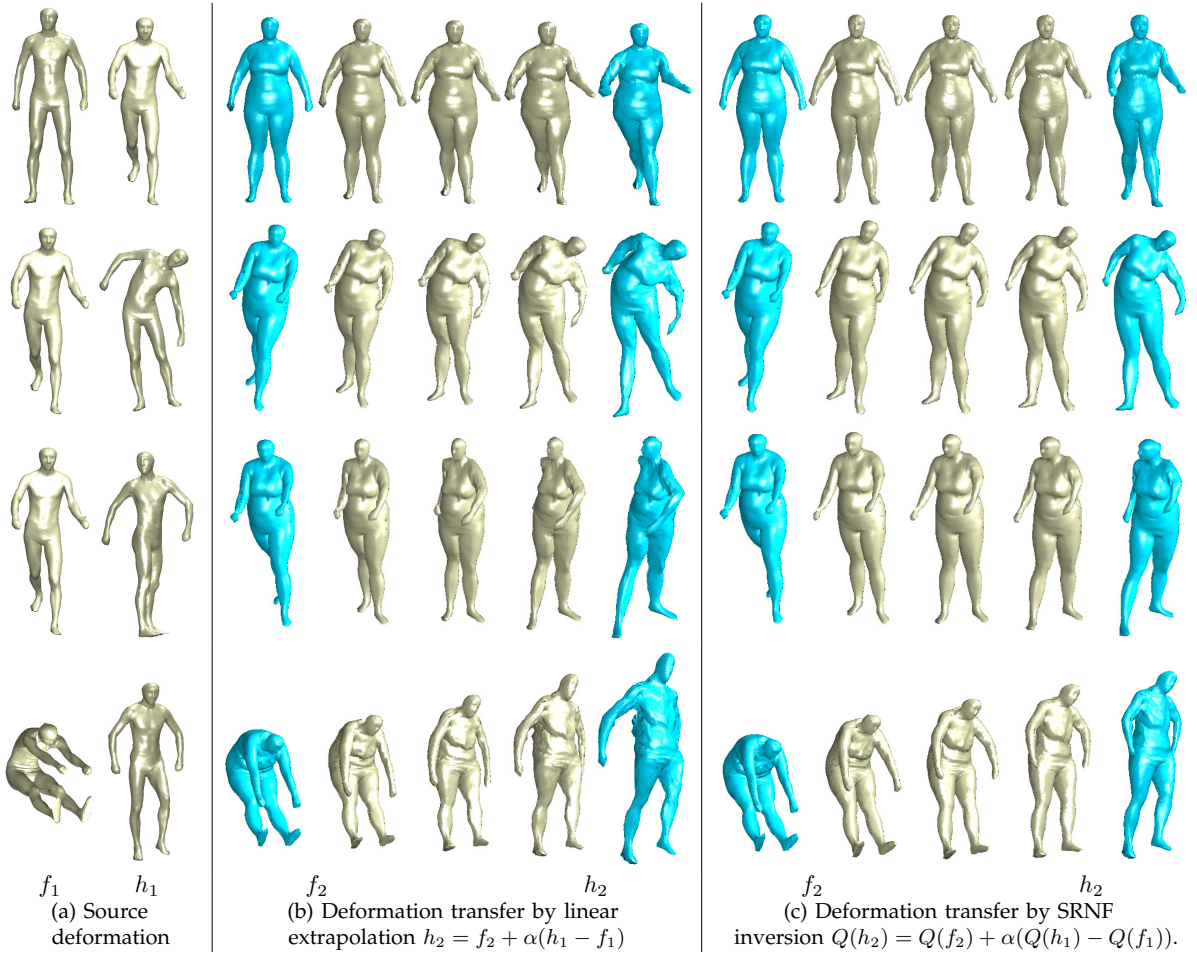 f₁ h₁ f₂ h₂ f₂ h₂
(a) Source
deformation
(b) Deformation transfer by linear
extrapolation h₂ = f₂ + α(h₁ − f₁)
(c) Deformation transfer by SRNF
inversion Q(h₂) = Q(f₂) + α(Q(h₁) − Q(f₁)).